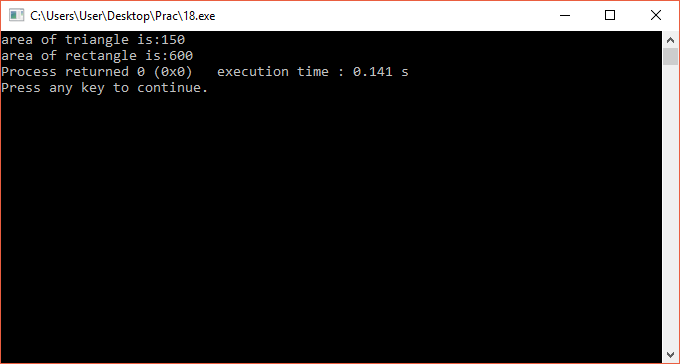 C:\Users\User\Desktop\Prac\18.exe
area of triangle is:150
area of rectangle is:600
Process returned 0 (0x0)   execution time : 0.141 s
Press any key to continue.